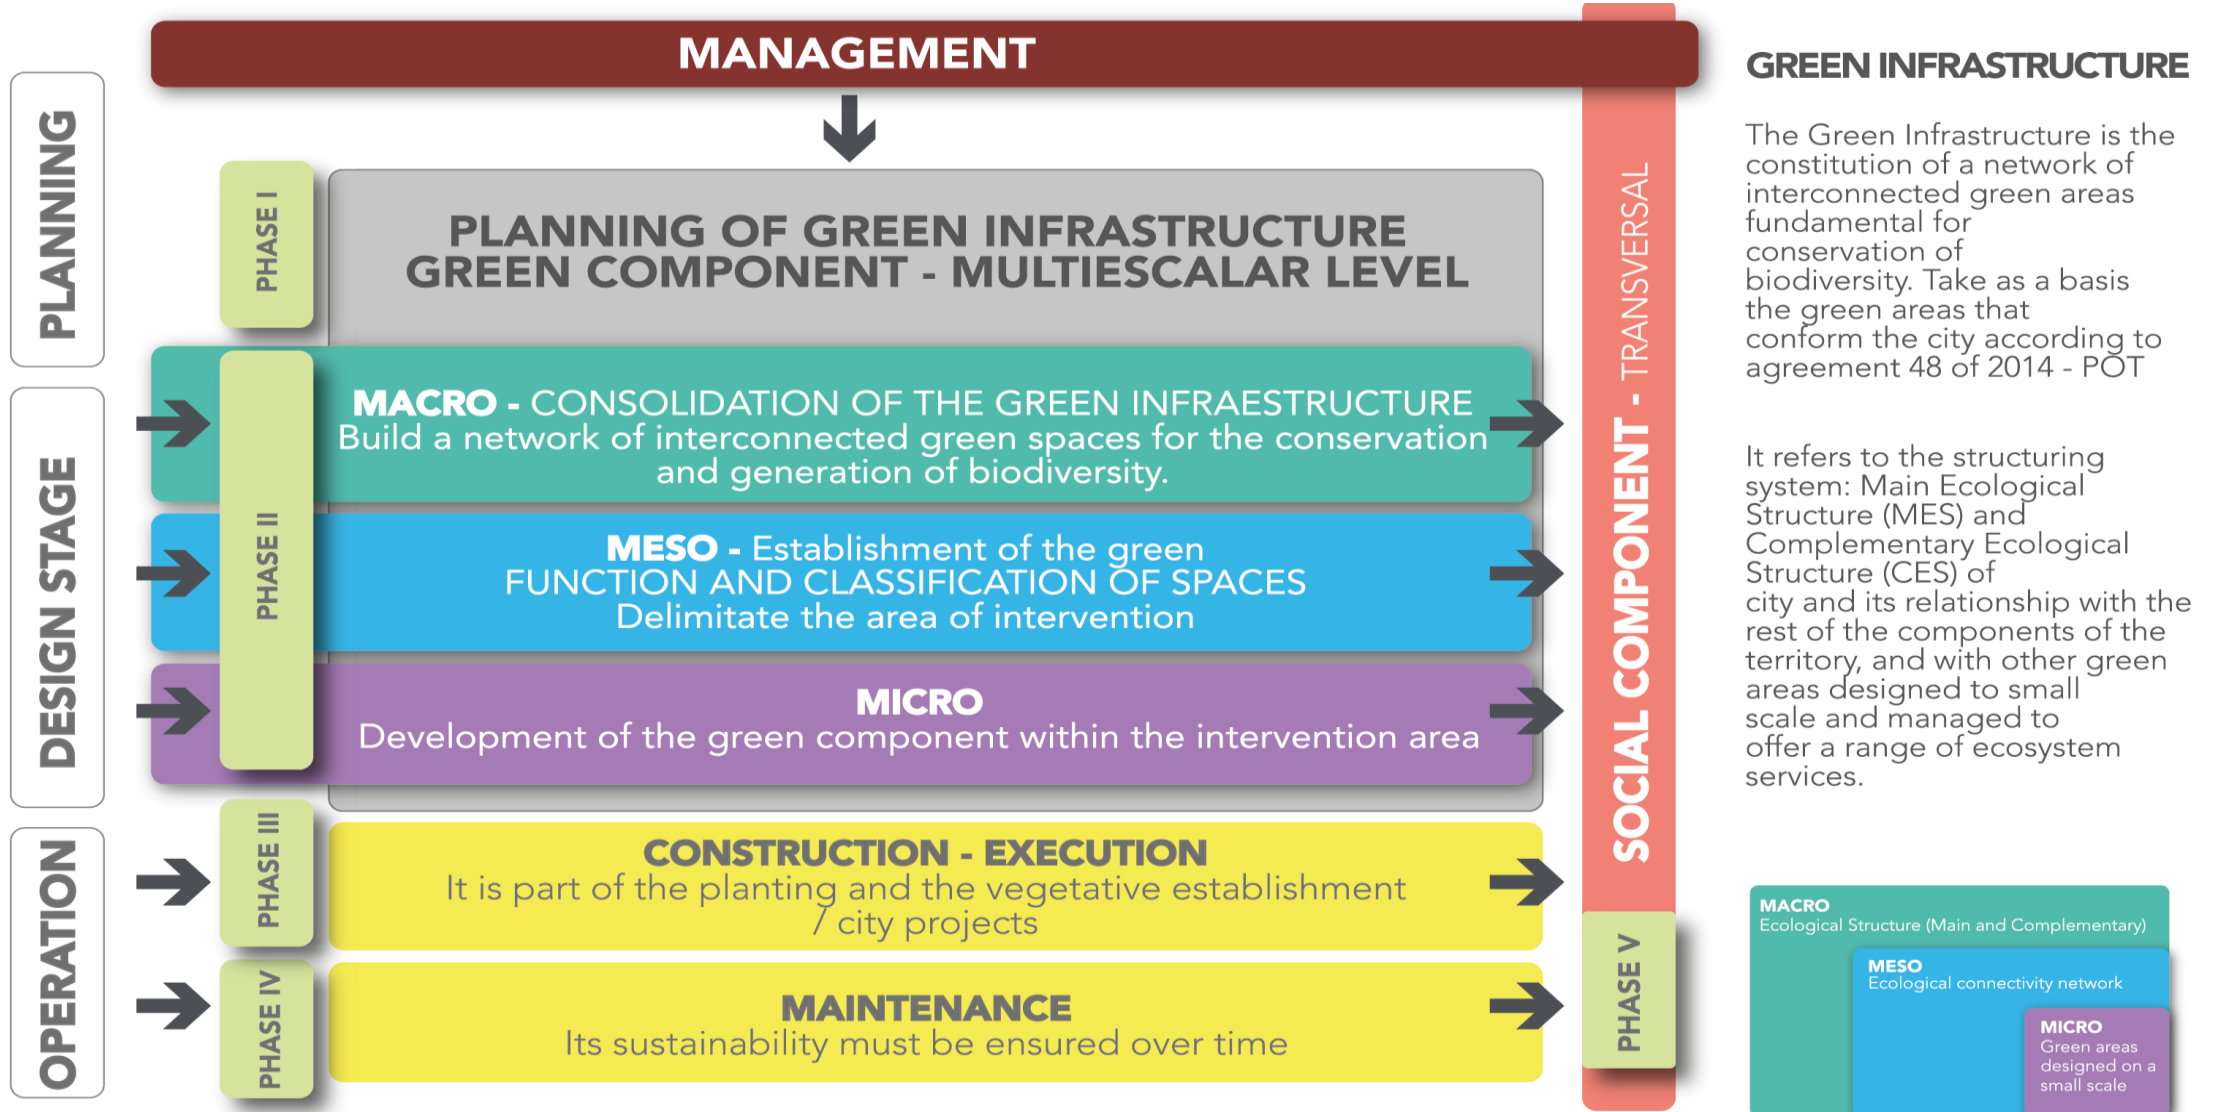 MANAGEMENT
PLANNING
PHASE I
PLANNING OF GREEN INFRASTRUCTURE
GREEN COMPONENT - MULTIESCALAR LEVEL
DESIGN STAGE
PHASE II
MACRO - CONSOLIDATION OF THE GREEN INFRAESTRUCTURE
Build a network of interconnected green spaces for the conservation
and generation of biodiversity.
MESO - Establishment of the green
FUNCTION AND CLASSIFICATION OF SPACES
Delimitate the area of intervention
MICRO
Development of the green component within the intervention area
OPERATION
PHASE III
CONSTRUCTION - EXECUTION
It is part of the planting and the vegetative establishment
/ city projects
PHASE IV
MAINTENANCE
Its sustainability must be ensured over time
SOCIAL COMPONENT - TRANSVERSAL
PHASE V
GREEN INFRASTRUCTURE
The Green Infrastructure is the
constitution of a network of
interconnected green areas
fundamental for
conservation of
biodiversity. Take as a basis
the green areas that
conform the city according to
agreement 48 of 2014 - POT
It refers to the structuring
system: Main Ecological
Structure (MES) and
Complementary Ecological
Structure (CES) of
city and its relationship with the
rest of the components of the
territory, and with other green
areas designed to small
scale and managed to
offer a range of ecosystem
services.
MACRO
Ecological Structure (Main and Complementary)
MESO
Ecological connectivity network
MICRO
Green areas
designed on a
small scale